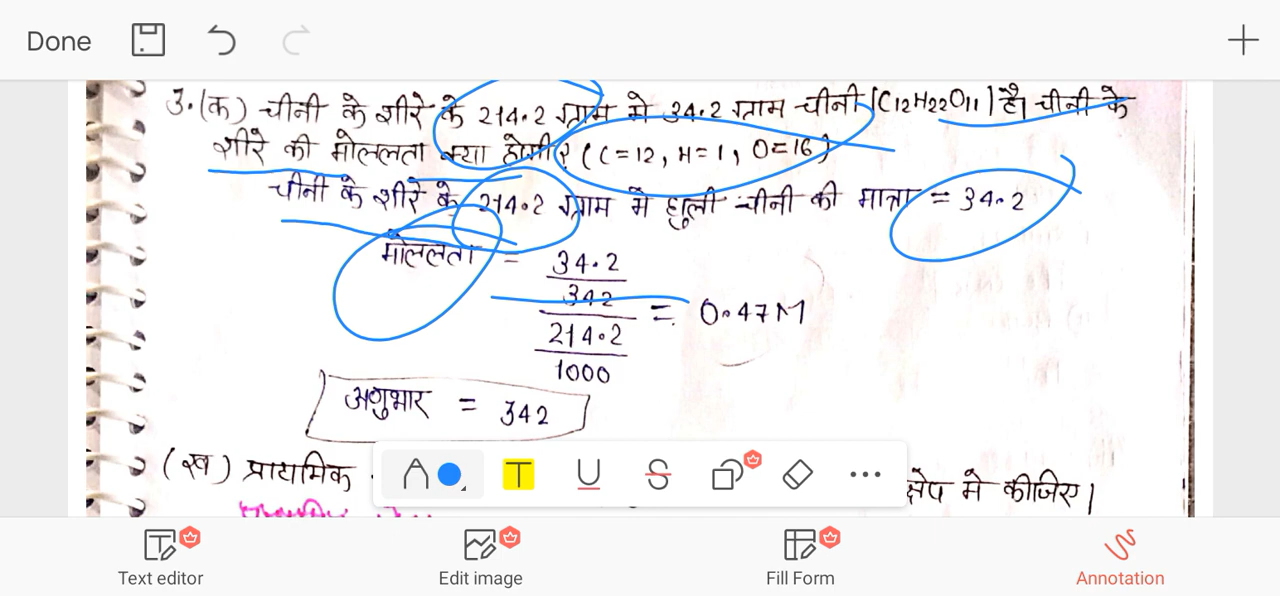 Done
3.(क) चीनी के शीरे के 214.2 ग्राम मे 34.2 ग्राम चीनी [C12H22O11] है। चीनी के
शीरे की मोललता क्या होगी? (C=12, H=1, O=16)
चीनी के शीरे के 214.2 ग्राम मे घुली चीनी की मात्रा = 34.2
मोललता = 34.2
342
214.2
1000
= 0.47M
अणुभार = 342
(ख) प्राथमिक
क्षेप मे कीजिए।
T U S
Text editor
Edit image
Fill Form
Annotation